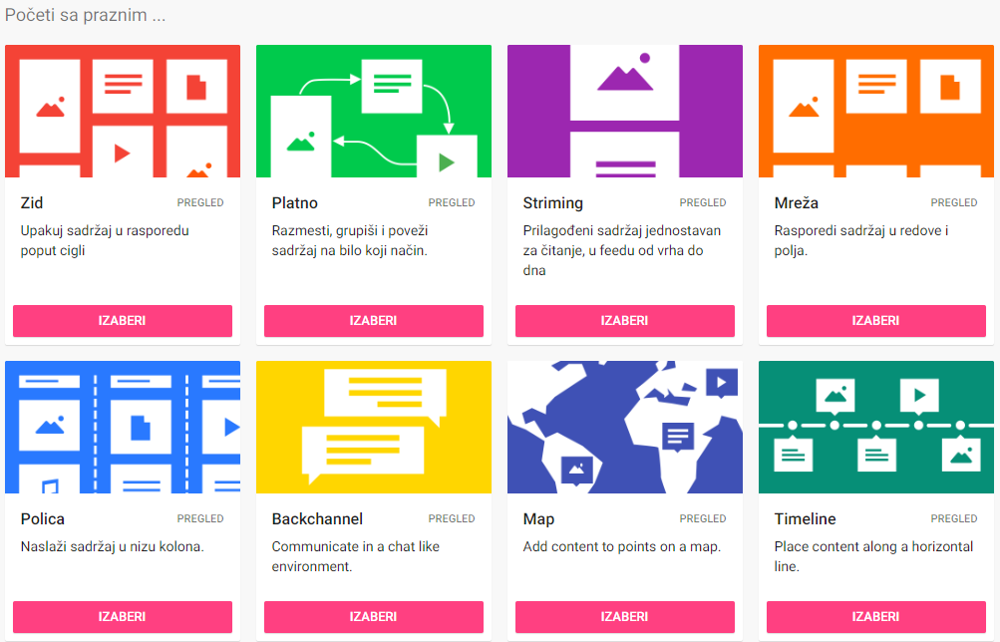 Početi sa praznim ...
Zid
PREGLED
Upakuj sadržaj u rasporedu
poput cigli
IZABERI
Platno
PREGLED
Razmesti, grupiši i poveži
sadržaj na bilo koji način.
IZABERI
Striming
PREGLED
Prilagođeni sadržaj jednostavan
za čitanje, u feedu od vrha do
dna
IZABERI
Mreža
PREGLED
Rasporedi sadržaj u redove i
polja.
IZABERI
Polica
PREGLED
Naslaži sadržaj u nizu kolona.
IZABERI
Backchannel
PREGLED
Communicate in a chat like
environment.
IZABERI
Map
PREGLED
Add content to points on a map.
IZABERI
Timeline
PREGLED
Place content along a horizontal
line.
IZABERI